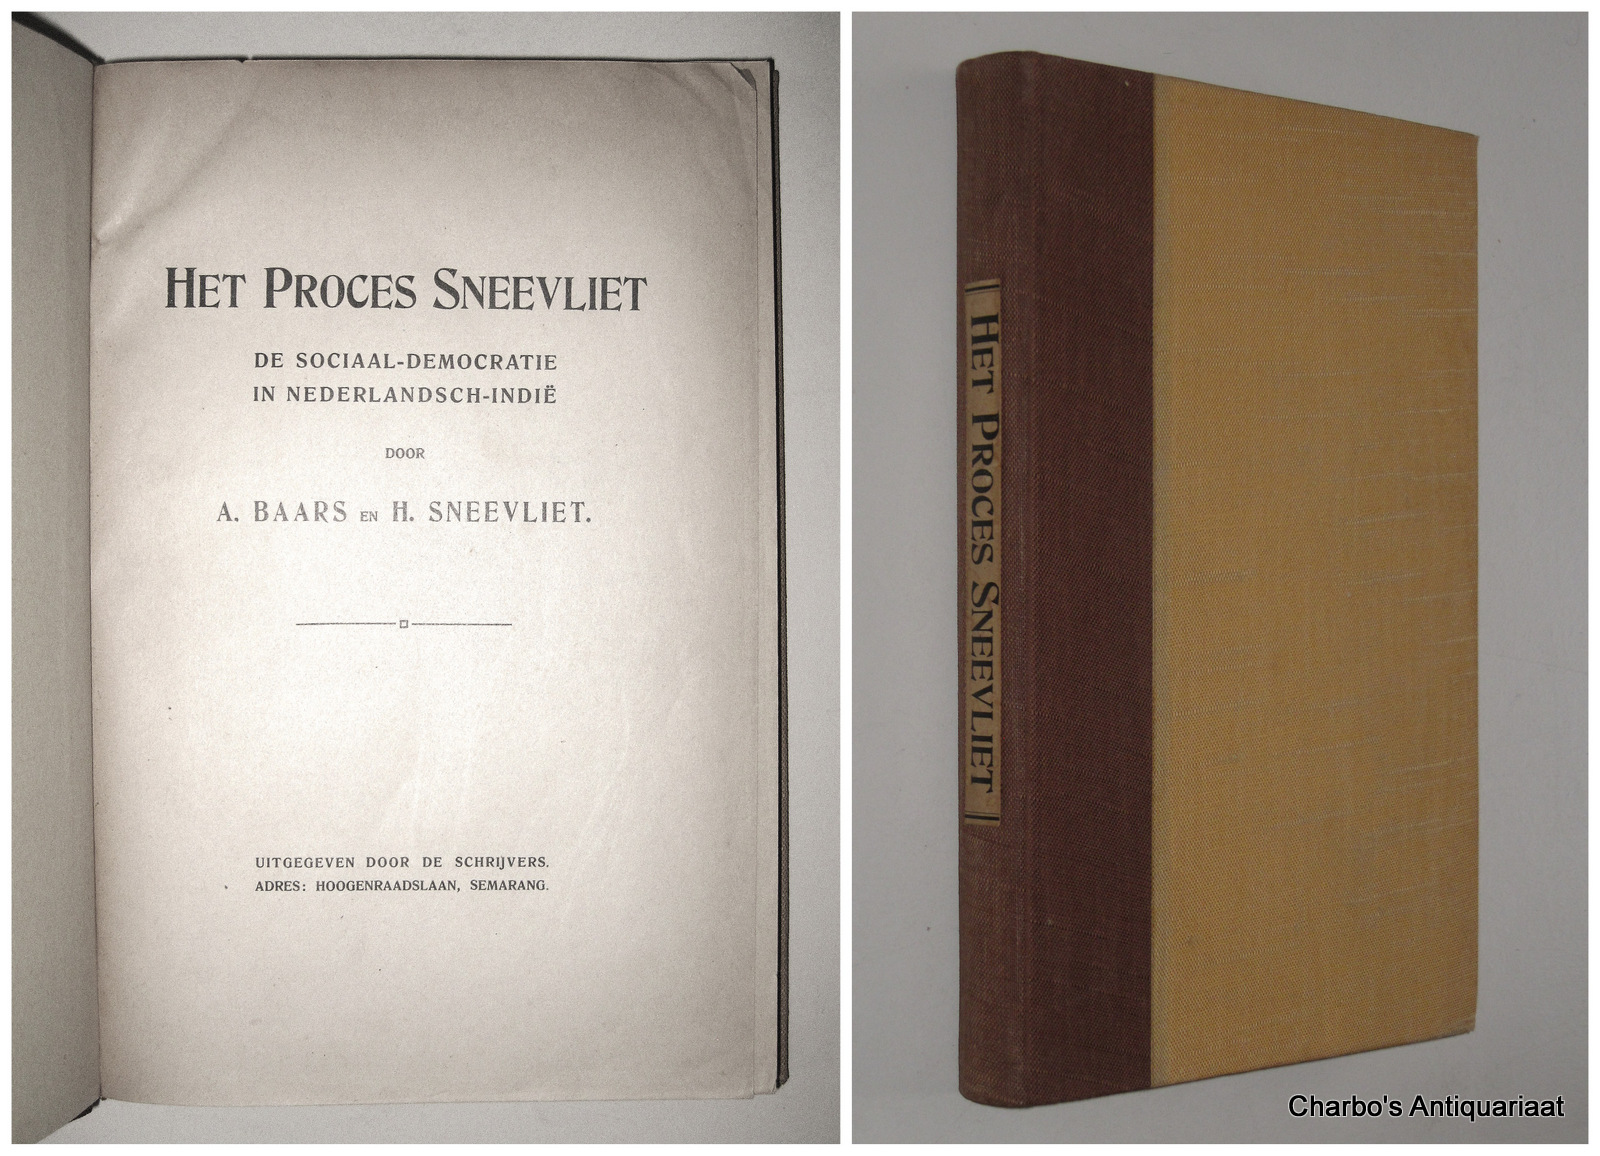 HET PROCES SNEEVLIET
DE SOCIAAL-DEMOCRATIE
IN NEDERLANDSCH-INDIË
DOOR
A. BAARS EN H. SNEEVLIET.
UITGEGEVEN DOOR DE SCHRIJVERS.
ADRES: HOOGENRAADSLAAN, SEMARANG.
HET PROCES SNEEVLIET
Charbo's Antiquariaat